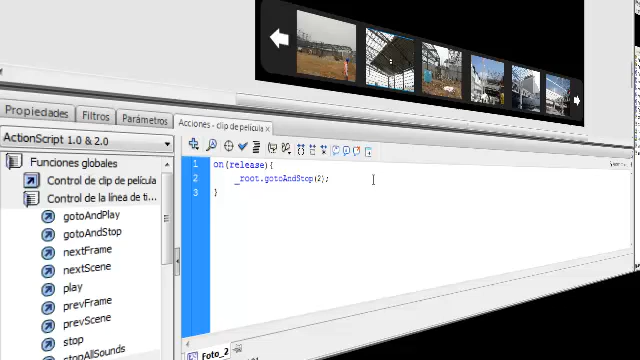 Propiedades
Filtros
Parámetros
Acciones - clip de película ×
ActionScript 1.0 & 2.0
Funciones globales
Control de clip de película
Control de la línea de ti...
gotoAndPlay
gotoAndStop
nextFrame
nextScene
play
prevFrame
prevScene
stop
stopAllSounds
1 on(release){
2 _root.gotoAndStop(2);
3 }
Foto_2